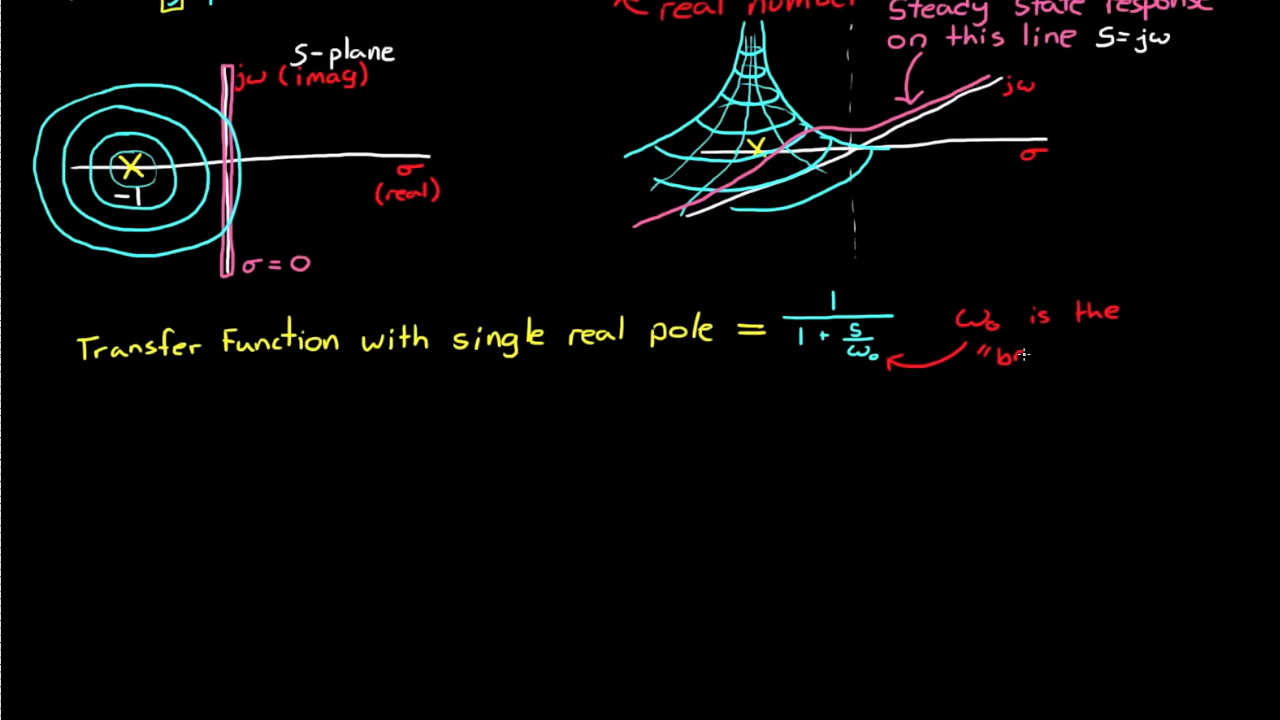 real number
Steady state response
on this line S=jω
S-plane
jω (imag)
jω
σ
(real)
σ
-1
σ = 0
Transfer Function with single real pole = 1 / (1 + s/ω₀)
ω₀ is the
"br